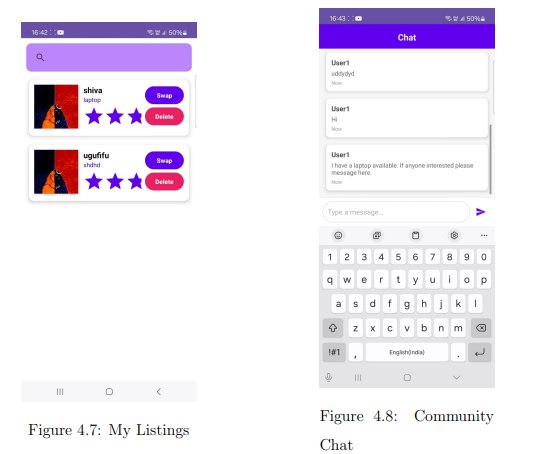 16:42
50%
shiva
laptop
Swap
Delete
ugufifu
xhdhd
Swap
Delete
Figure 4.7: My Listings
16:43
50%
Chat
User1
uddydyd
Now
User1
Hi
Now
User1
I have a laptop available. If anyone interested please
message here.
Now
Type a message...
1 2 3 4 5 6 7 8 9 0
q w e r t y u i o p
a s d f g h j k l
z x c v b n m
!#1 , English(India) .
Figure 4.8: Community
Chat